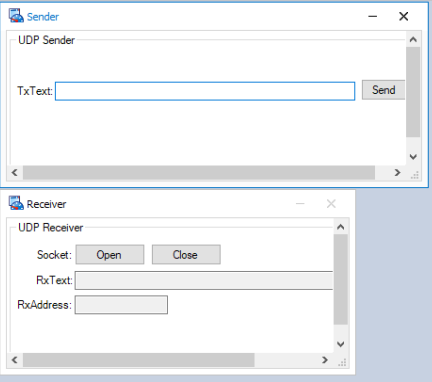 Sender
UDP Sender
TxText:
Send
Receiver
UDP Receiver
Socket: Open Close
RxText:
RxAddress: